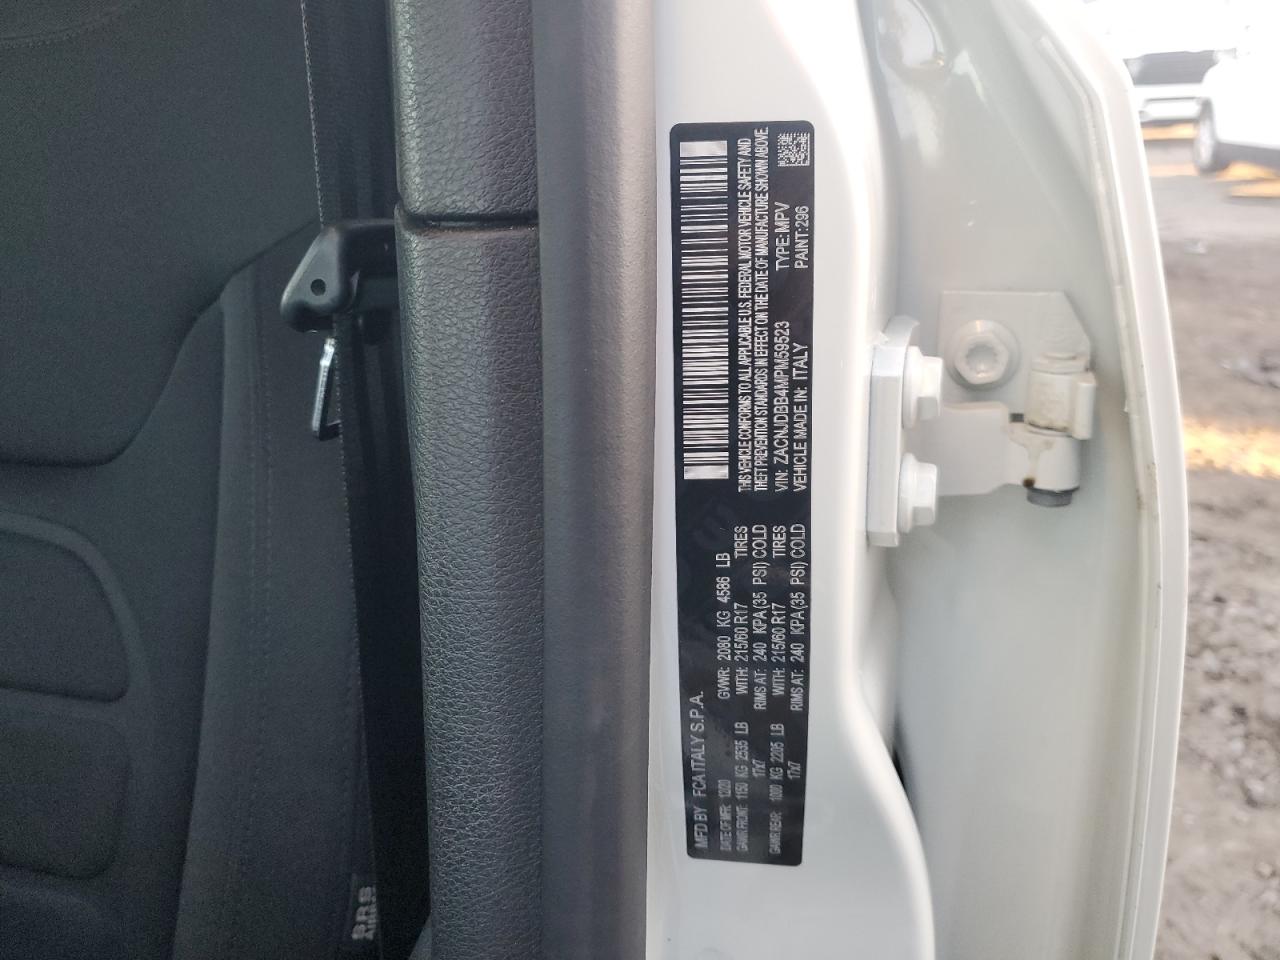 MFD BY FCA ITALY S.P.A.
DATE OF MFR: 12/20 GVWR: 2080 KG 4586 LB
GAWR FRONT: 1150 KG 2535 LB WITH: 215/60 R17 TIRES
17x7 RIMS AT: 240 KPA(35 PSI) COLD
GAWR REAR: 1000 KG 2205 LB WITH: 215/60 R17 TIRES
17x7 RIMS AT: 240 KPA(35 PSI) COLD
THIS VEHICLE CONFORMS TO ALL APPLICABLE U.S. FEDERAL MOTOR VEHICLE SAFETY AND
THEFT PREVENTION STANDARDS IN EFFECT ON THE DATE OF MANUFACTURE SHOWN ABOVE.
VIN: ZACNJDBB4MPM59523 TYPE: MPV
VEHICLE MADE IN: ITALY PAINT: 296
SRS
AIRBAG